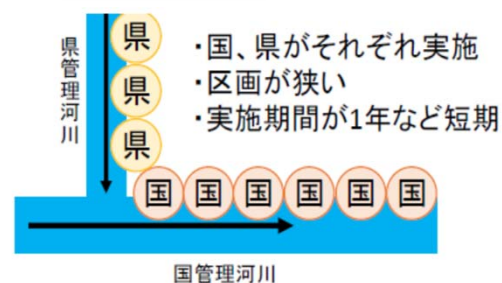 県管理河川
県
県
県
・国、県がそれぞれ実施
・区画が狭い
・実施期間が1年など短期
国 国 国 国 国 国
国管理河川